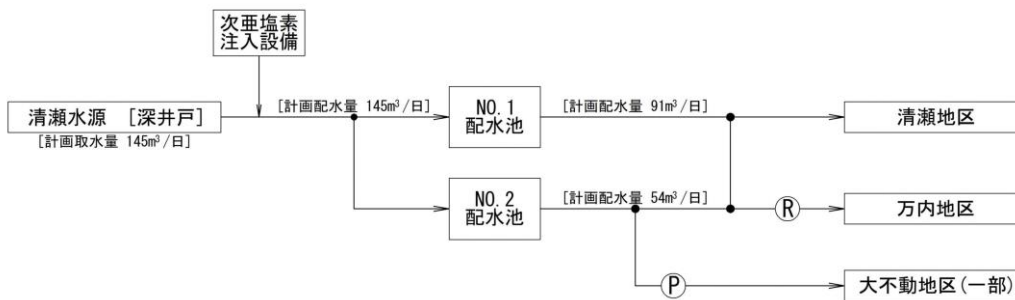 次亜塩素
注入設備
清瀬水源 [深井戸]
[計画取水量 145m³/日]
[計画配水量 145m³/日]
NO.1
配水池
[計画配水量 91m³/日]
清瀬地区
NO.2
配水池
[計画配水量 54m³/日]
R
万内地区
P
大不動地区(一部)